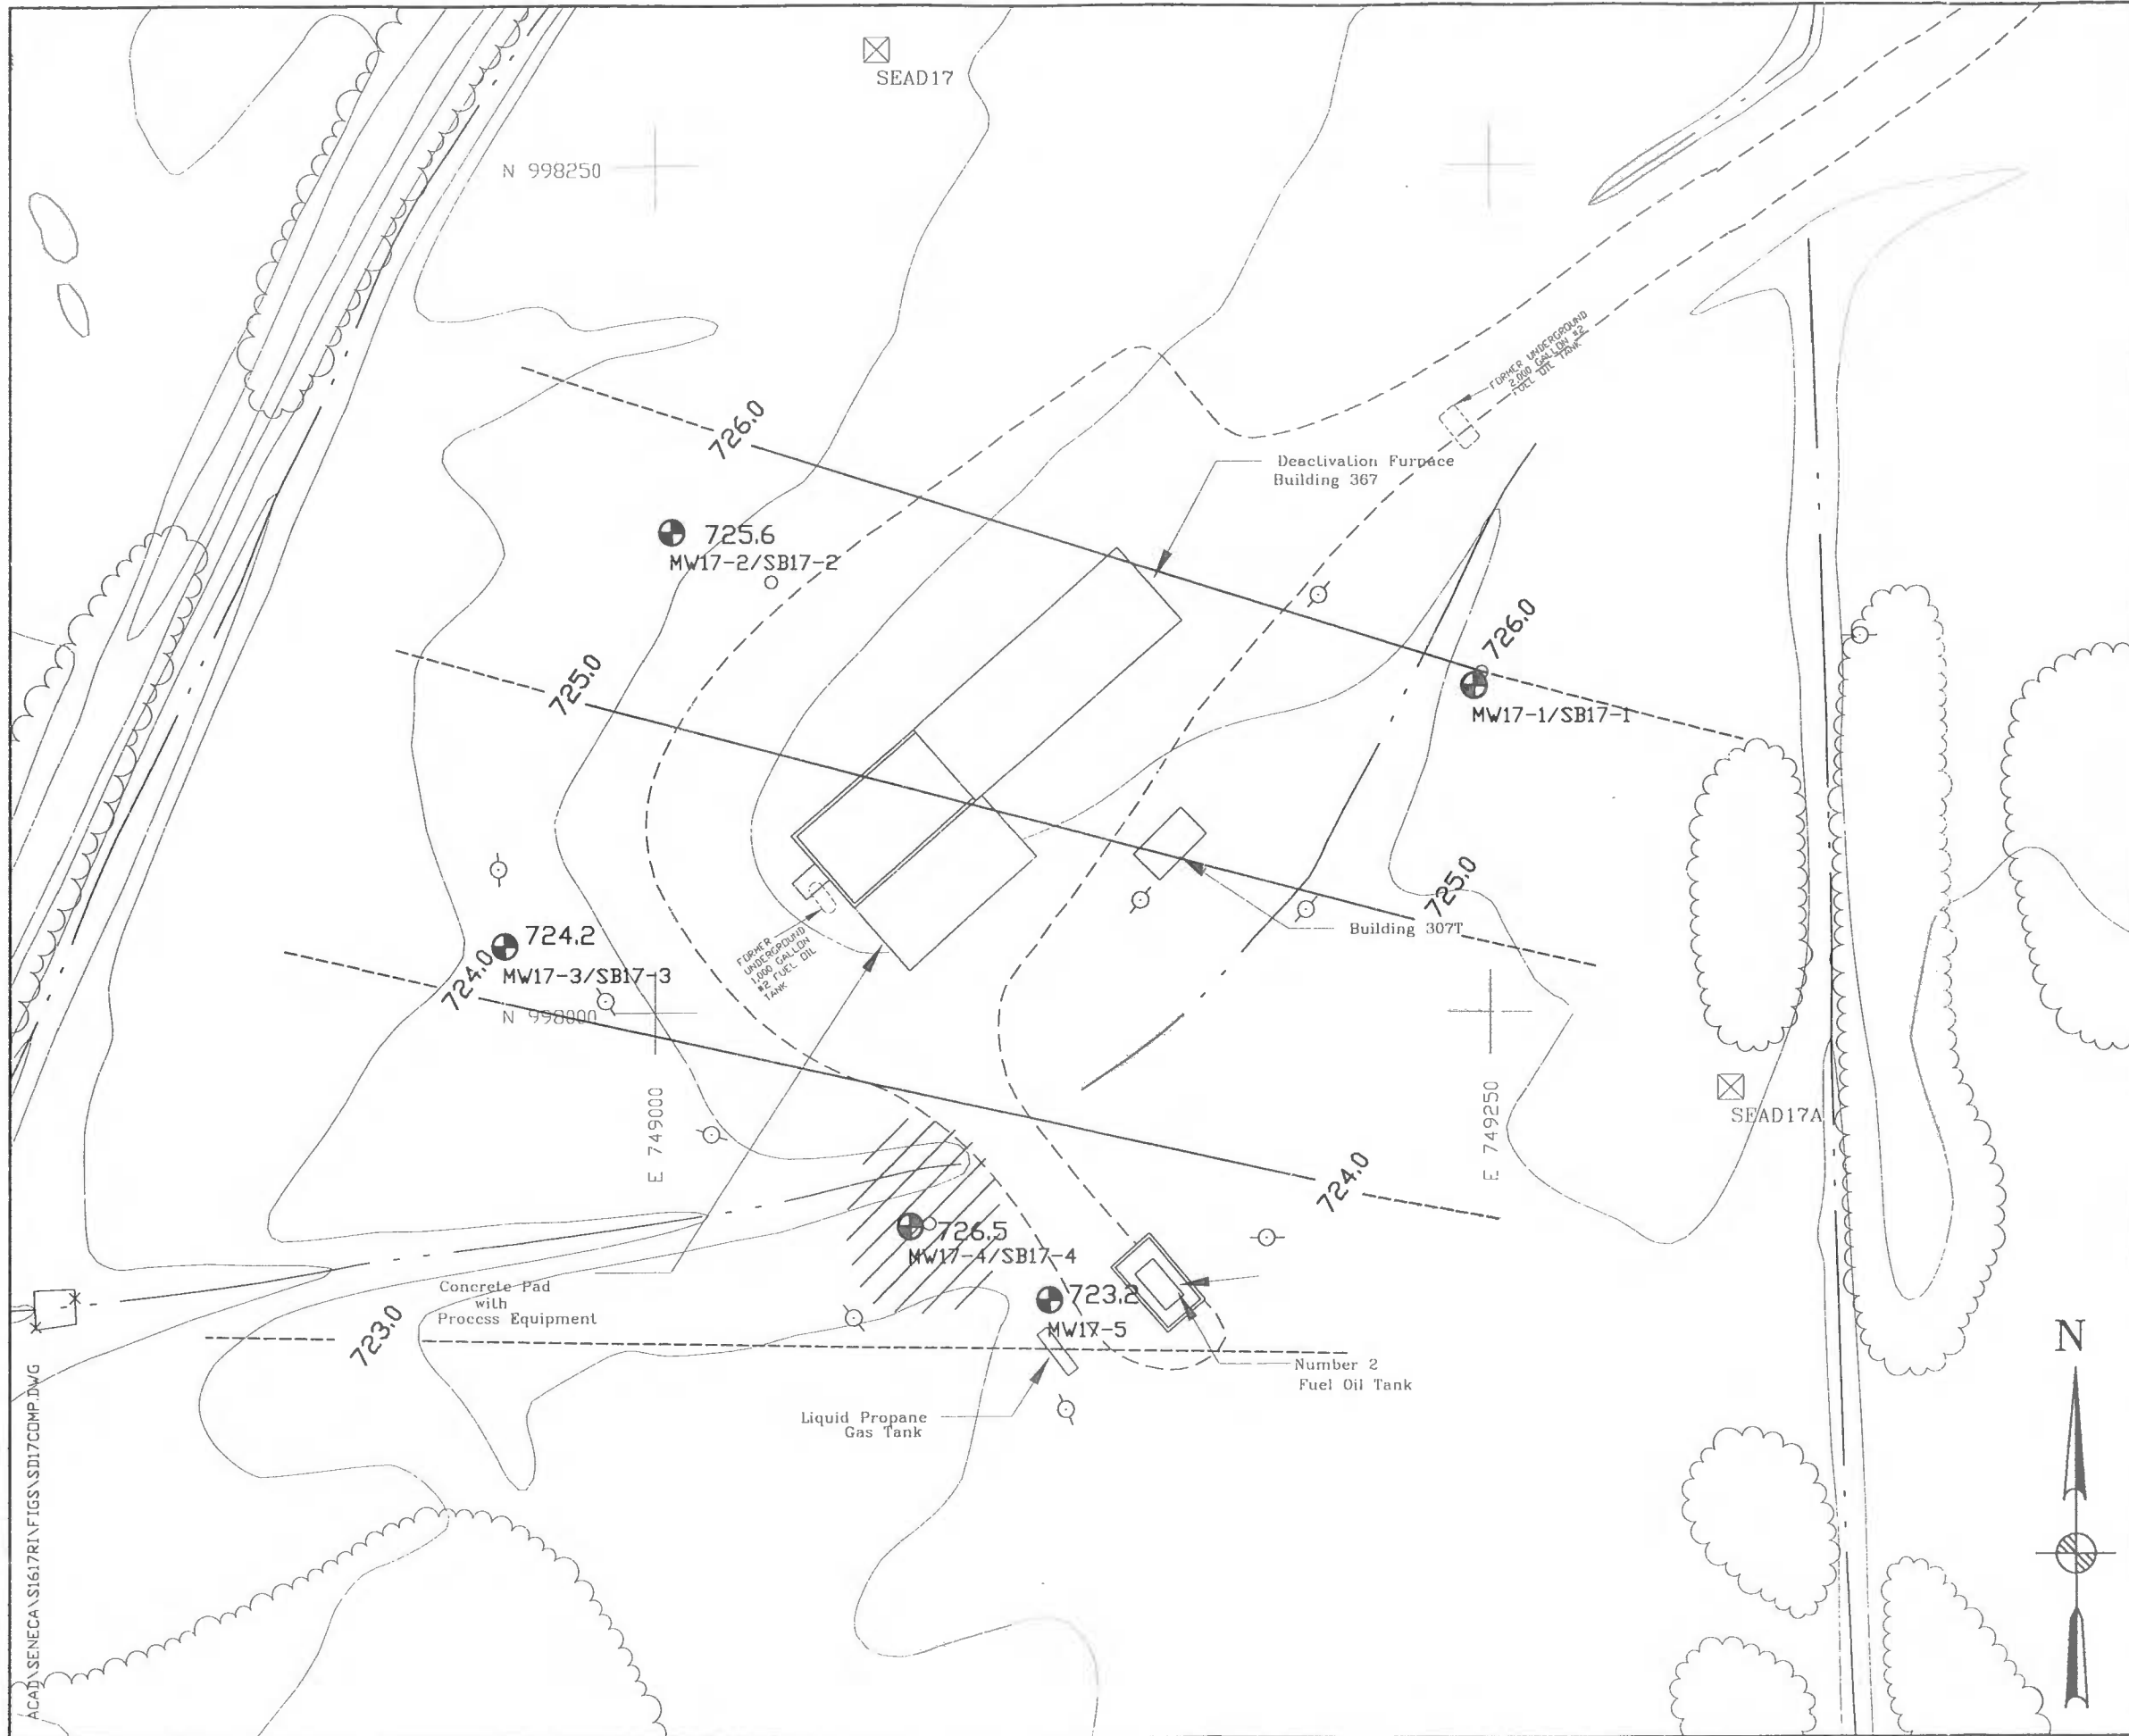 SEAD17
N 998250
FORMER UNDERGROUND
2,000 GALLON #2
FUEL OIL TANK
726.0
Deactivation Furnace
Building 367
725.6
MW17-2/SB17-2
726.0
MW17-1/SB17-1
725.0
725.0
Building 307T
724.2
MW17-3/SB17-3
724.0
FORMER
UNDERGROUND
1,000 GALLON
#2 FUEL OIL
TANK
N 998000
E 749000
E 749250
SEAD17A
724.0
726.5
MW17-4/SB17-4
723.2
MW17-5
Concrete Pad
with
Process Equipment
723.0
Number 2
Fuel Oil Tank
Liquid Propane
Gas Tank
N
ACAD\SENECA\S1617RI\FIGS\SD17COMP.DWG